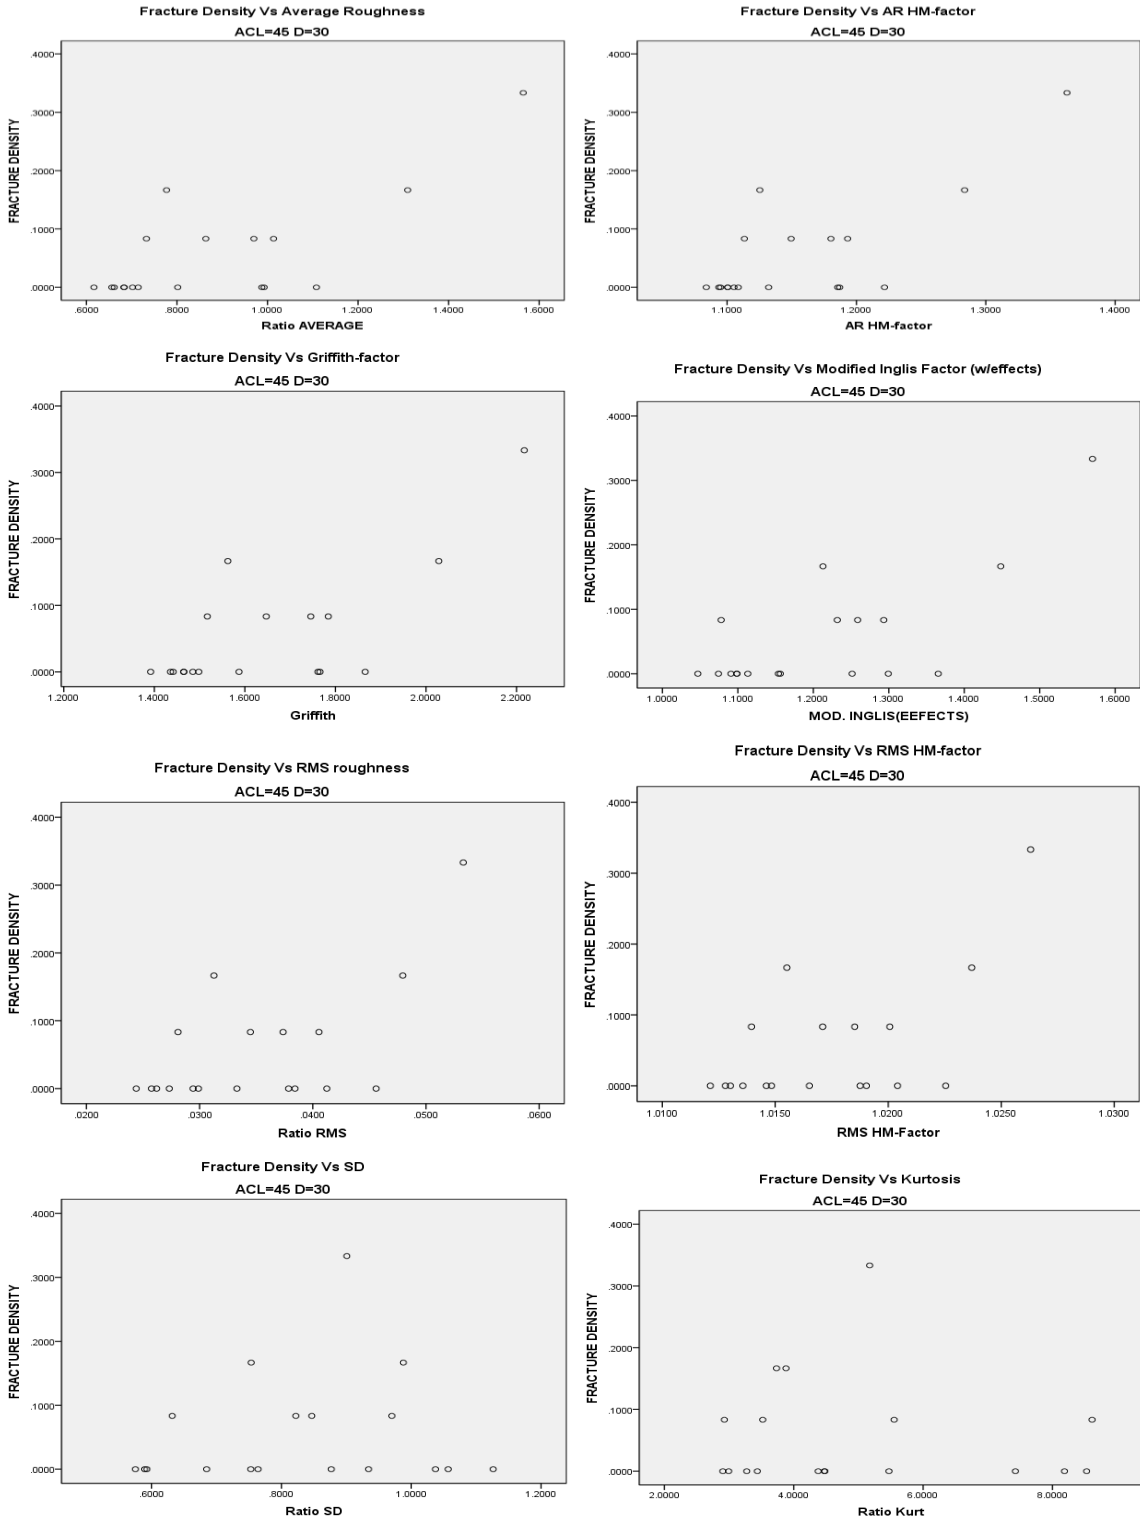 Fracture Density Vs Average Roughness
ACL=45 D=30
.4000
.3000
.2000
.1000
.0000
FRACTURE DENSITY
.6000 .8000 1.0000 1.2000 1.4000 1.6000
Ratio AVERAGE
Fracture Density Vs AR HM-factor
ACL=45 D=30
.4000
.3000
.2000
.1000
.0000
FRACTURE DENSITY
1.1000 1.2000 1.3000 1.4000
AR HM-factor
Fracture Density Vs Griffith-factor
ACL=45 D=30
.4000
.3000
.2000
.1000
.0000
FRACTURE DENSITY
1.2000 1.4000 1.6000 1.8000 2.0000 2.2000
Griffith
Fracture Density Vs Modified Inglis Factor (w/effects)
ACL=45 D=30
.4000
.3000
.2000
.1000
.0000
FRACTURE DENSITY
1.0000 1.1000 1.2000 1.3000 1.4000 1.5000 1.6000
MOD. INGLIS(EEFECTS)
Fracture Density Vs RMS roughness
ACL=45 D=30
.4000
.3000
.2000
.1000
.0000
FRACTURE DENSITY
.0200 .0300 .0400 .0500 .0600
Ratio RMS
Fracture Density Vs RMS HM-factor
ACL=45 D=30
.4000
.3000
.2000
.1000
.0000
FRACTURE DENSITY
1.0100 1.0150 1.0200 1.0250 1.0300
RMS HM-Factor
Fracture Density Vs SD
ACL=45 D=30
.4000
.3000
.2000
.1000
.0000
FRACTURE DENSITY
.6000 .8000 1.0000 1.2000
Ratio SD
Fracture Density Vs Kurtosis
ACL=45 D=30
.4000
.3000
.2000
.1000
.0000
FRACTURE DENSITY
2.0000 4.0000 6.0000 8.0000
Ratio Kurt